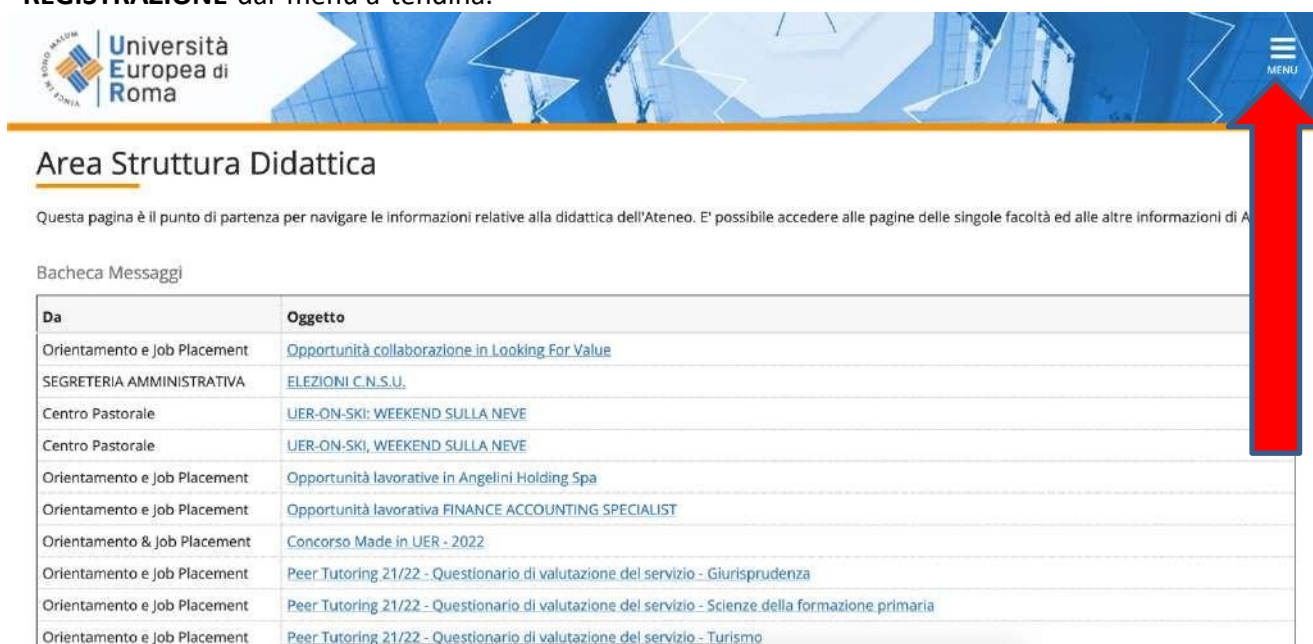 REGISTRAZIONE dal menù a tendina.
VINCE IN BONO MALUM
Università
Europea di
Roma
MENU
Area Struttura Didattica
Questa pagina è il punto di partenza per navigare le informazioni relative alla didattica dell'Ateneo. E' possibile accedere alle pagine delle singole facoltà ed alle altre informazioni di A
Bacheca Messaggi
Da Oggetto
Orientamento e Job Placement Opportunità collaborazione in Looking For Value
SEGRETERIA AMMINISTRATIVA ELEZIONI C.N.S.U.
Centro Pastorale UER-ON-SKI: WEEKEND SULLA NEVE
Centro Pastorale UER-ON-SKI, WEEKEND SULLA NEVE
Orientamento e Job Placement Opportunità lavorative in Angelini Holding Spa
Orientamento e Job Placement Opportunità lavorativa FINANCE ACCOUNTING SPECIALIST
Orientamento & Job Placement Concorso Made in UER - 2022
Orientamento e Job Placement Peer Tutoring 21/22 - Questionario di valutazione del servizio - Giurisprudenza
Orientamento e Job Placement Peer Tutoring 21/22 - Questionario di valutazione del servizio - Scienze della formazione primaria
Orientamento e Job Placement Peer Tutoring 21/22 - Questionario di valutazione del servizio - Turismo